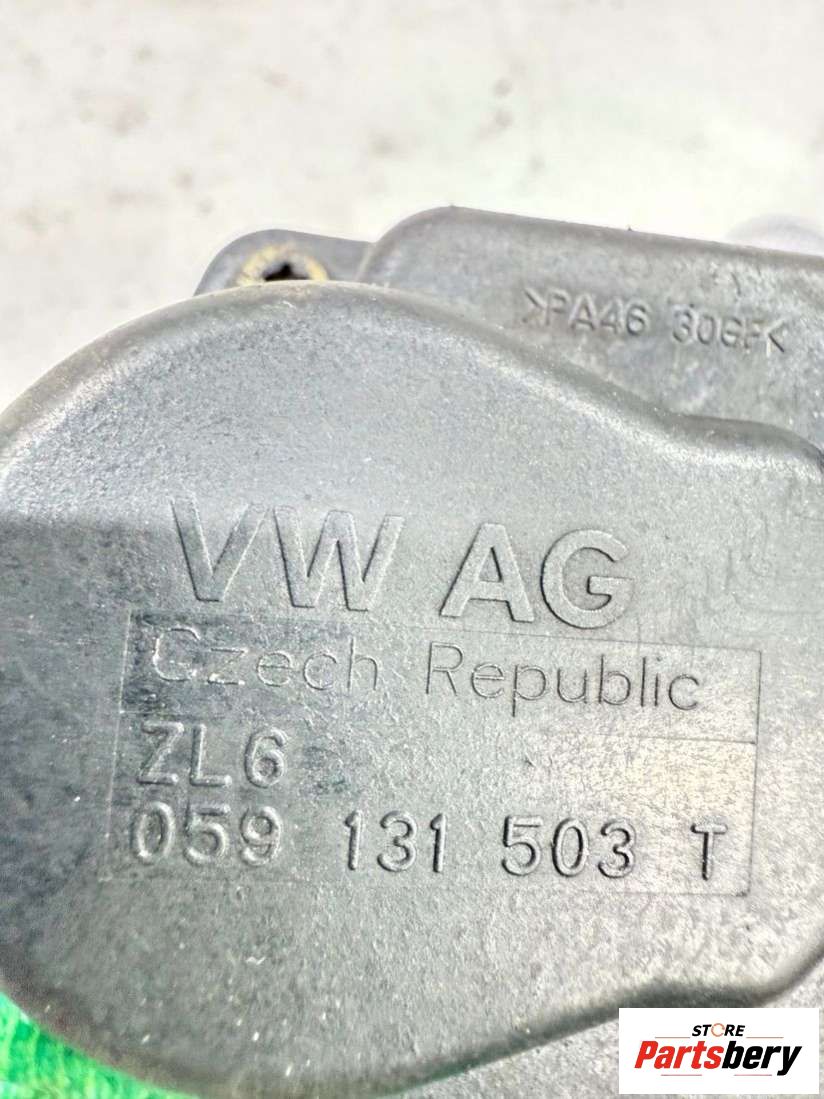 >PA46 30GF<
VW AG
Czech Republic
ZL6
059 131 503 T
STORE
Partsbery